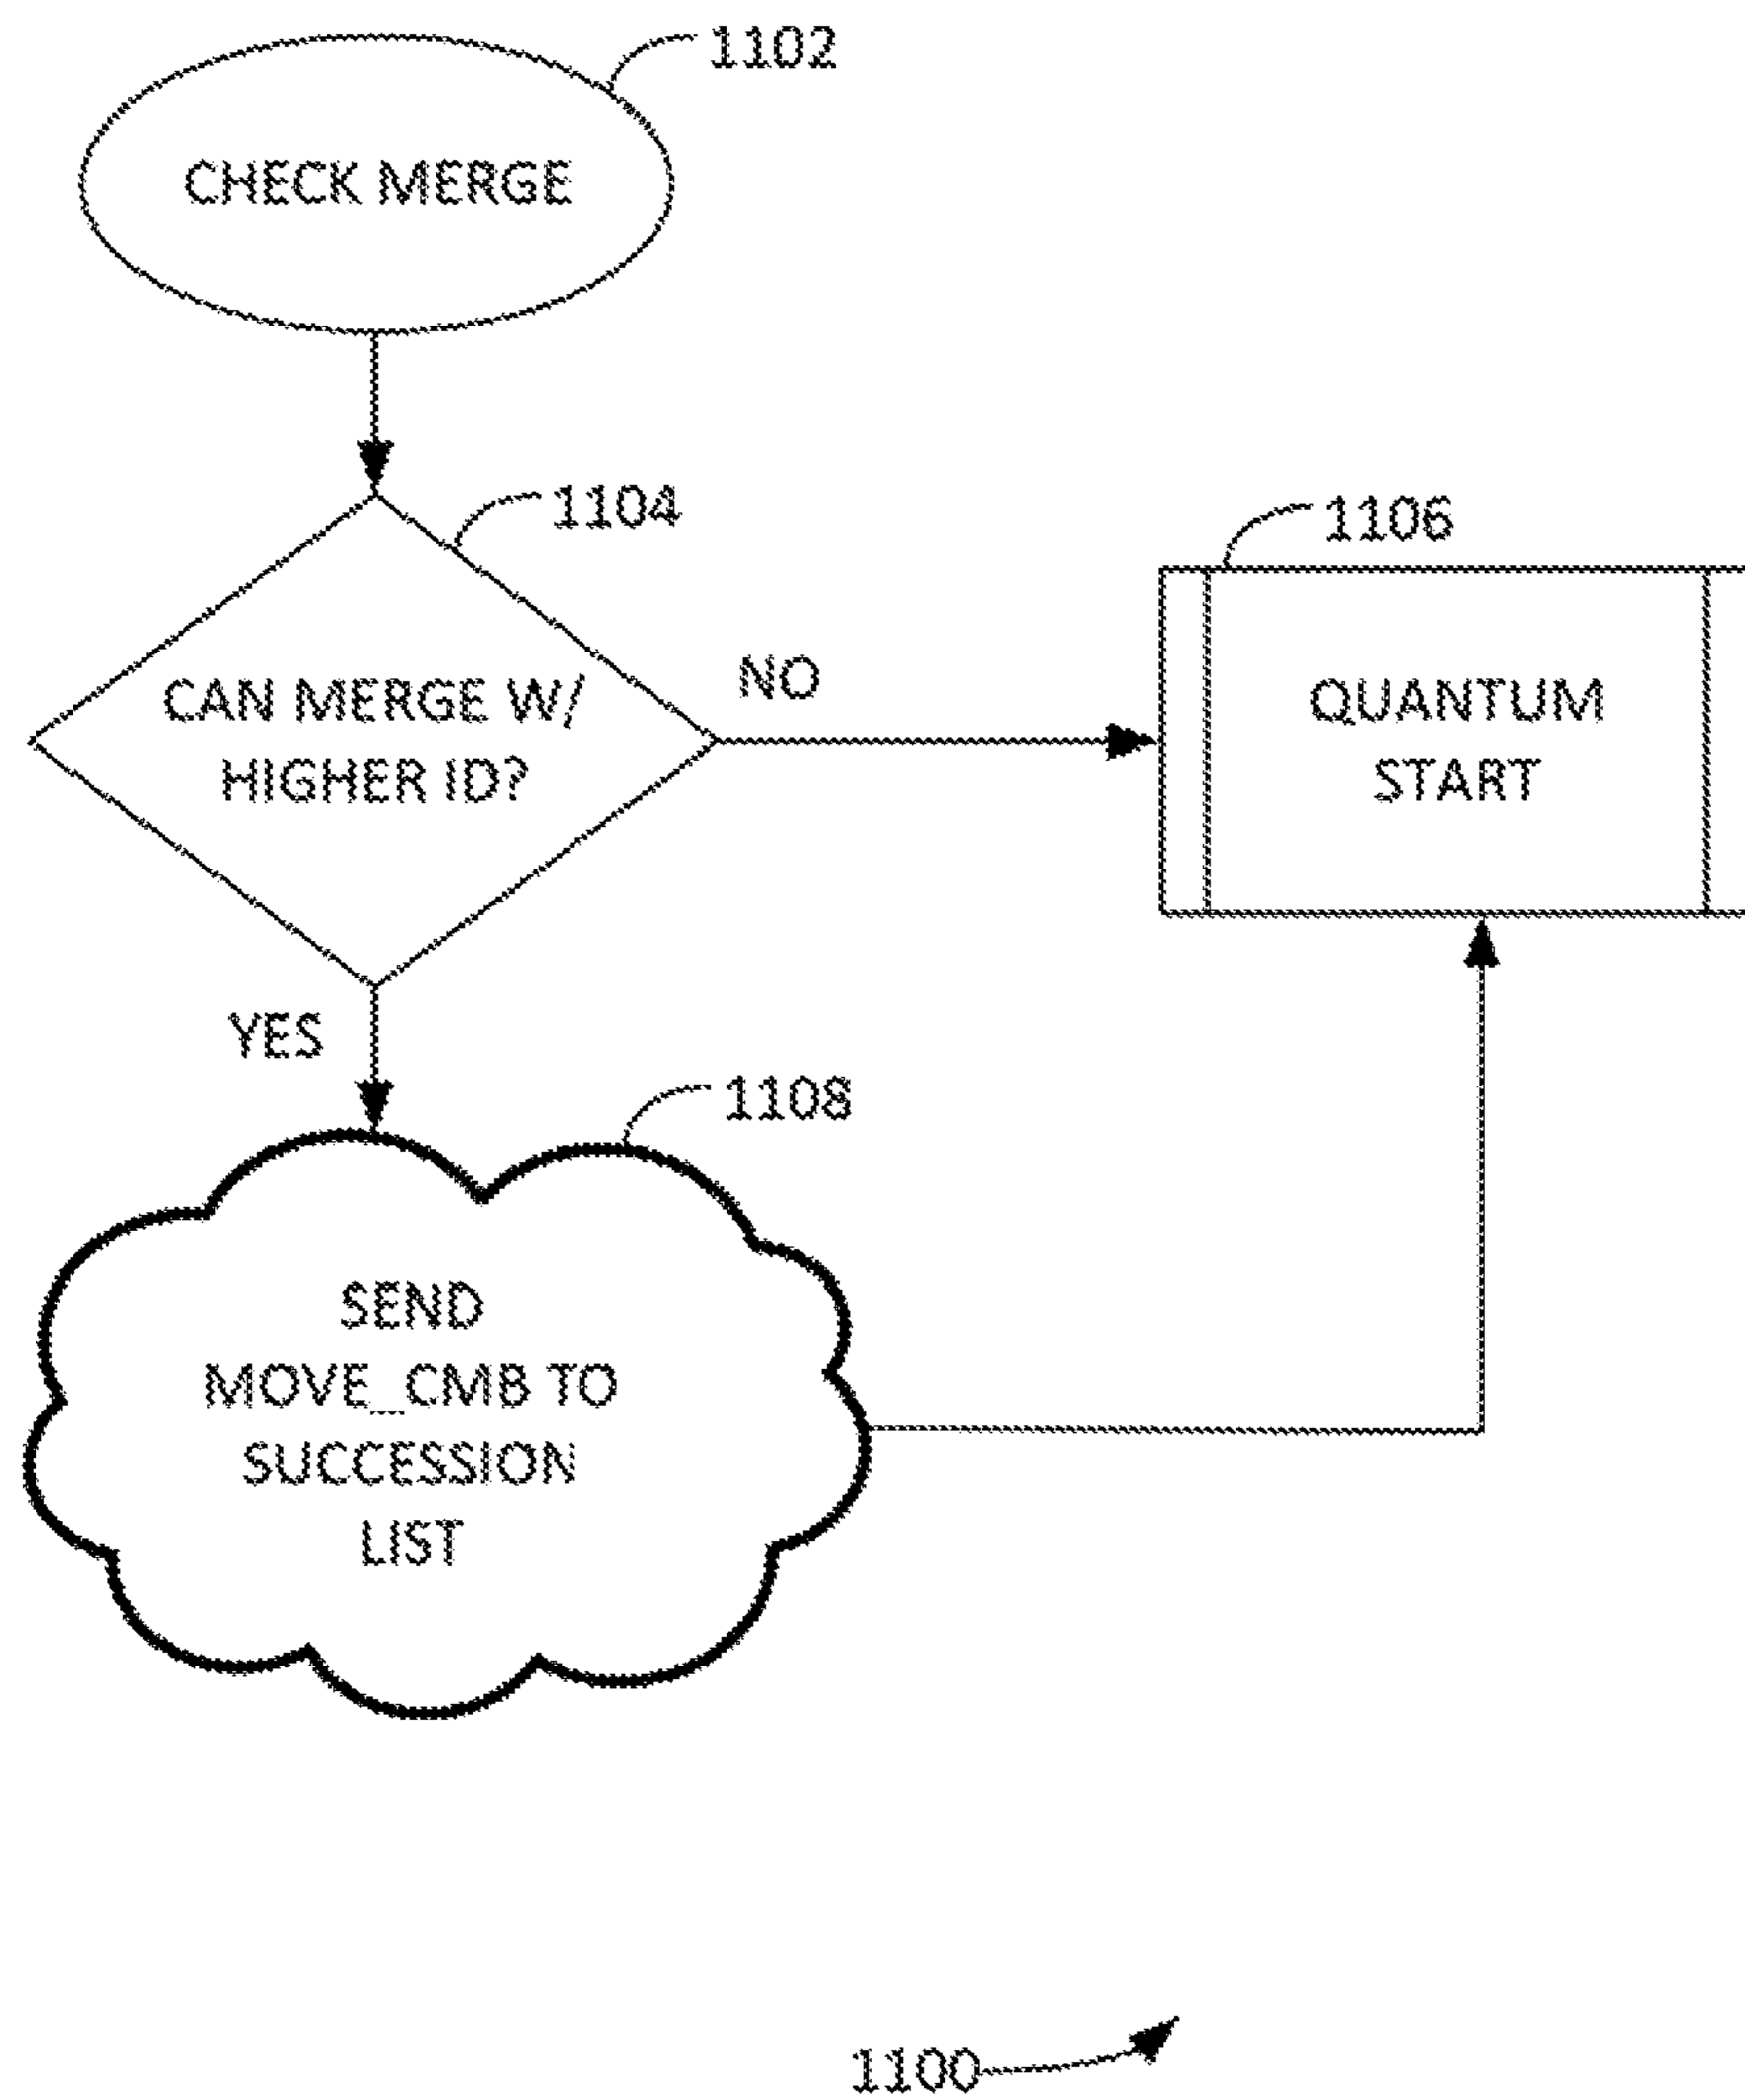 1102
CHECK MERGE
1104
CAN MERGE W/
HIGHER ID?
NO
1106
QUANTUM
START
YES
1108
SEND
MOVE_CMB TO
SUCCESSION
LIST
1100